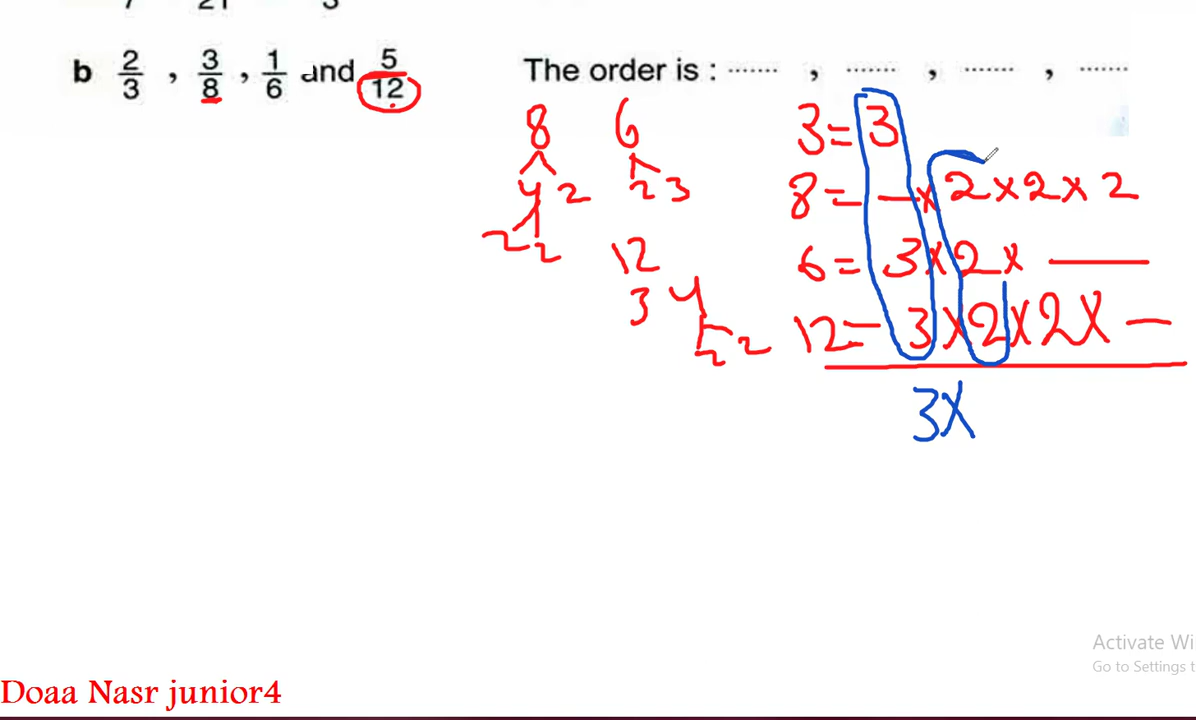 b 2/3 , 3/8 , 1/6 and 5/12 The order is : ....... , ....... , ....... , .......
8 6 3 = 3
4 2 2 3 8 = — × 2 × 2 × 2
2 2 12 6 = 3 × 2 × —
3 4 12 = 3 × 2 × 2 × —
2 2
3 ×
Activate Wi
Go to Settings t
Doaa Nasr junior4